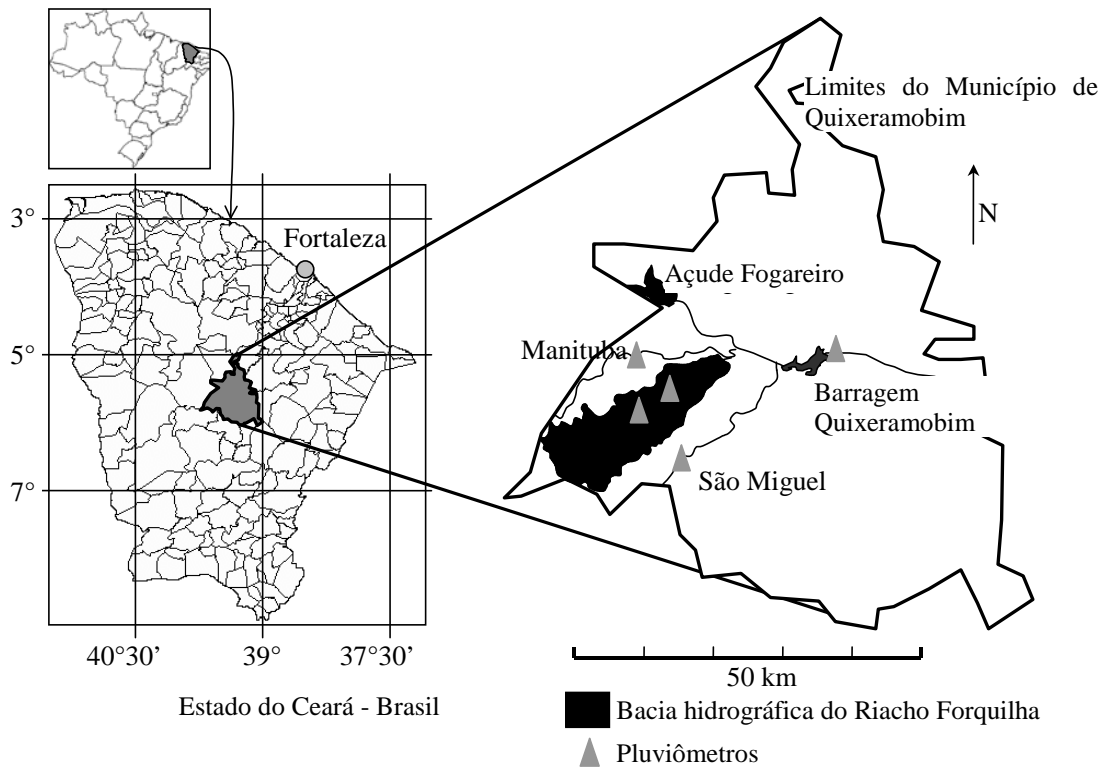 Limites do Município de
Quixeramobim
N
3°
Fortaleza
Açude Fogareiro
5°
Manituba
Barragem
Quixeramobim
São Miguel
7°
40°30’
39°
37°30’
50 km
Estado do Ceará - Brasil
Bacia hidrográfica do Riacho Forquilha
Pluviômetros